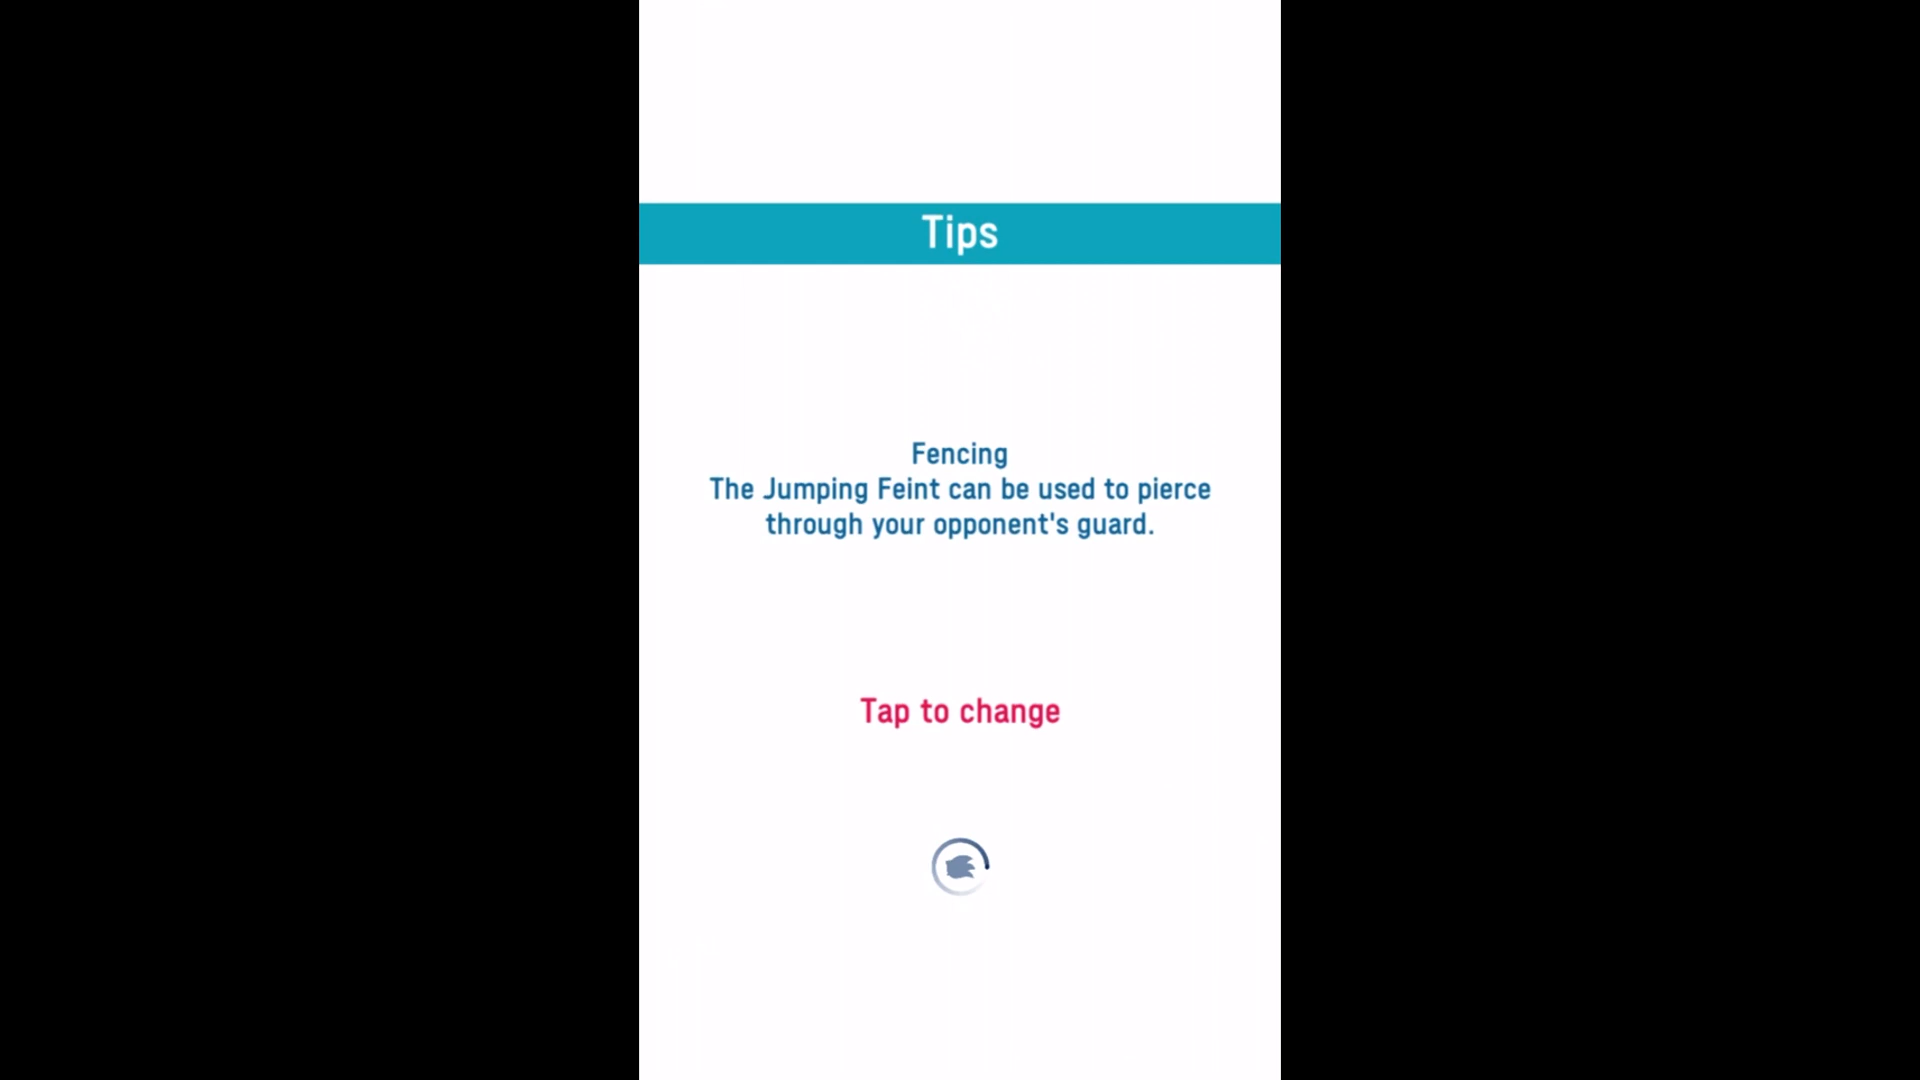 Tips
Fencing
The Jumping Feint can be used to pierce
through your opponent's guard.
Tap to change